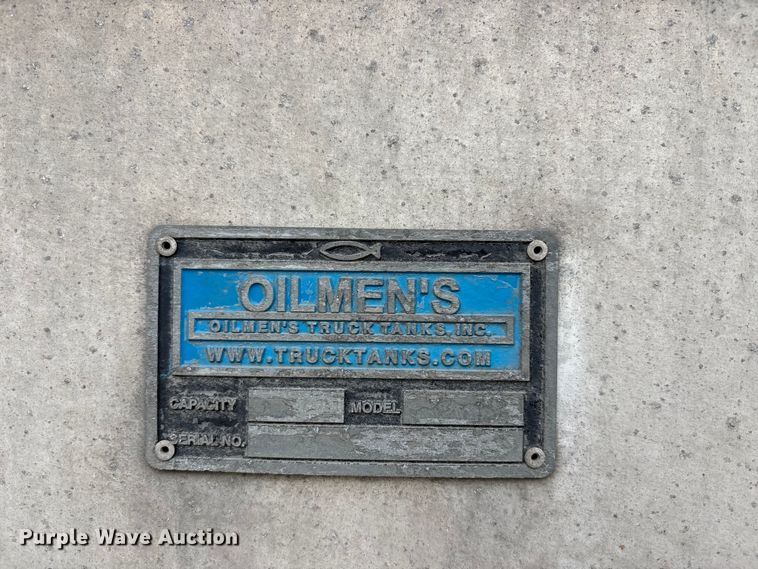 OILMEN'S
OILMEN'S TRUCK TANKS, INC.
WWW.TRUCKTANKS.COM
CAPACITY MODEL
SERIAL NO.
Purple Wave Auction